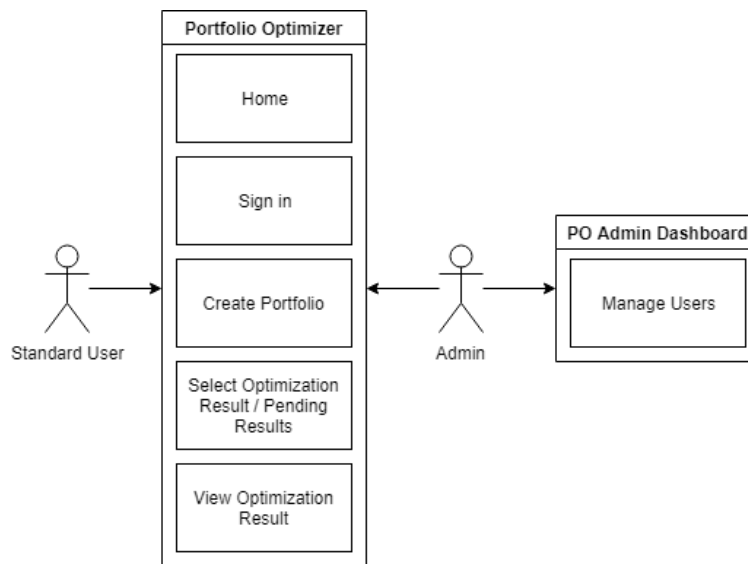 Portfolio Optimizer
Home
Sign in
Create Portfolio
Select Optimization
Result / Pending
Results
View Optimization
Result
Standard User
Admin
PO Admin Dashboard
Manage Users